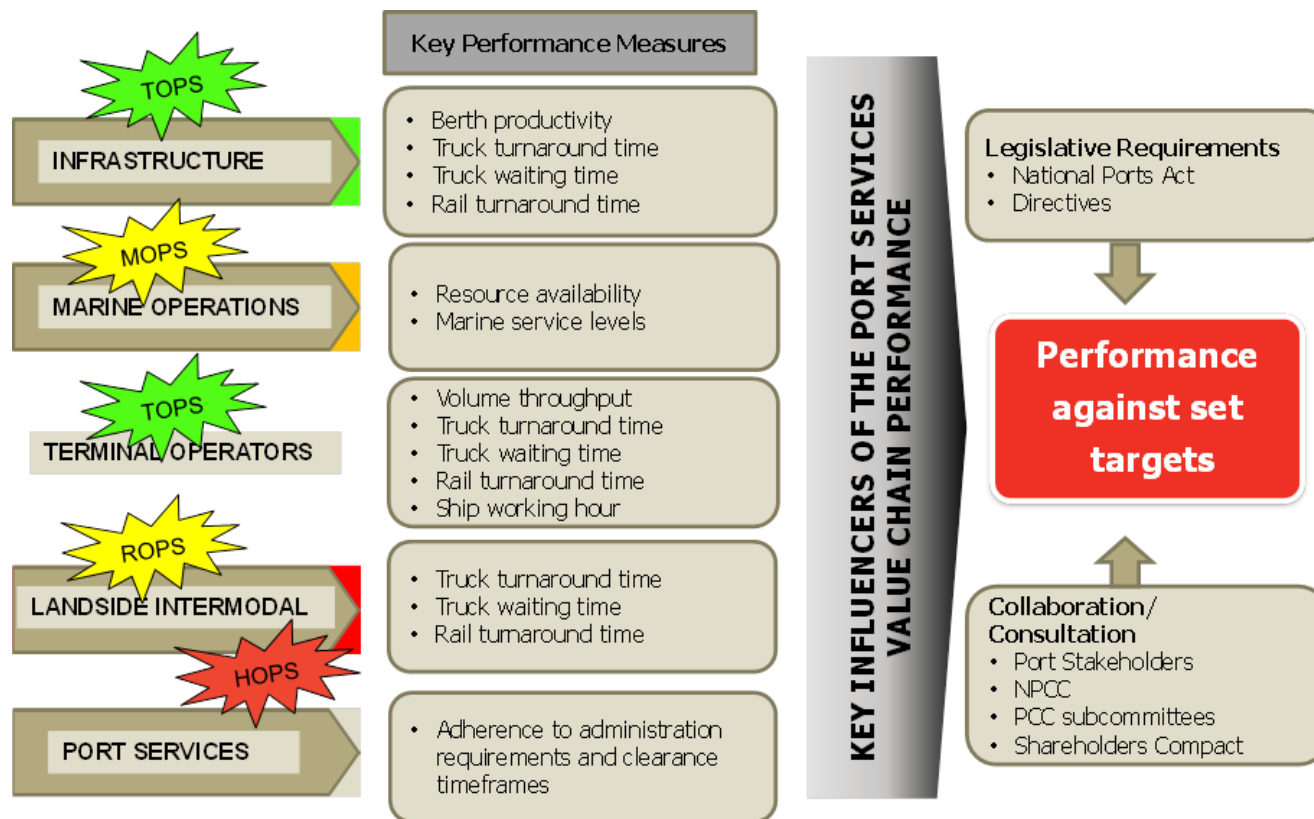 Key Performance Measures
TOPS
INFRASTRUCTURE
• Berth productivity
• Truck turnaround time
• Truck waiting time
• Rail turnaround time
MOPS
MARINE OPERATIONS
• Resource availability
• Marine service levels
TOPS
TERMINAL OPERATORS
• Volume throughput
• Truck turnaround time
• Truck waiting time
• Rail turnaround time
• Ship working hour
ROPS
LANDSIDE INTERMODAL
• Truck turnaround time
• Truck waiting time
• Rail turnaround time
HOPS
PORT SERVICES
• Adherence to administration
requirements and clearance
timeframes
KEY INFLUENCERS OF THE PORT SERVICES
VALUE CHAIN PERFORMANCE
Legislative Requirements
• National Ports Act
• Directives
Performance
against set
targets
Collaboration/
Consultation
• Port Stakeholders
• NPCC
• PCC subcommittees
• Shareholders Compact